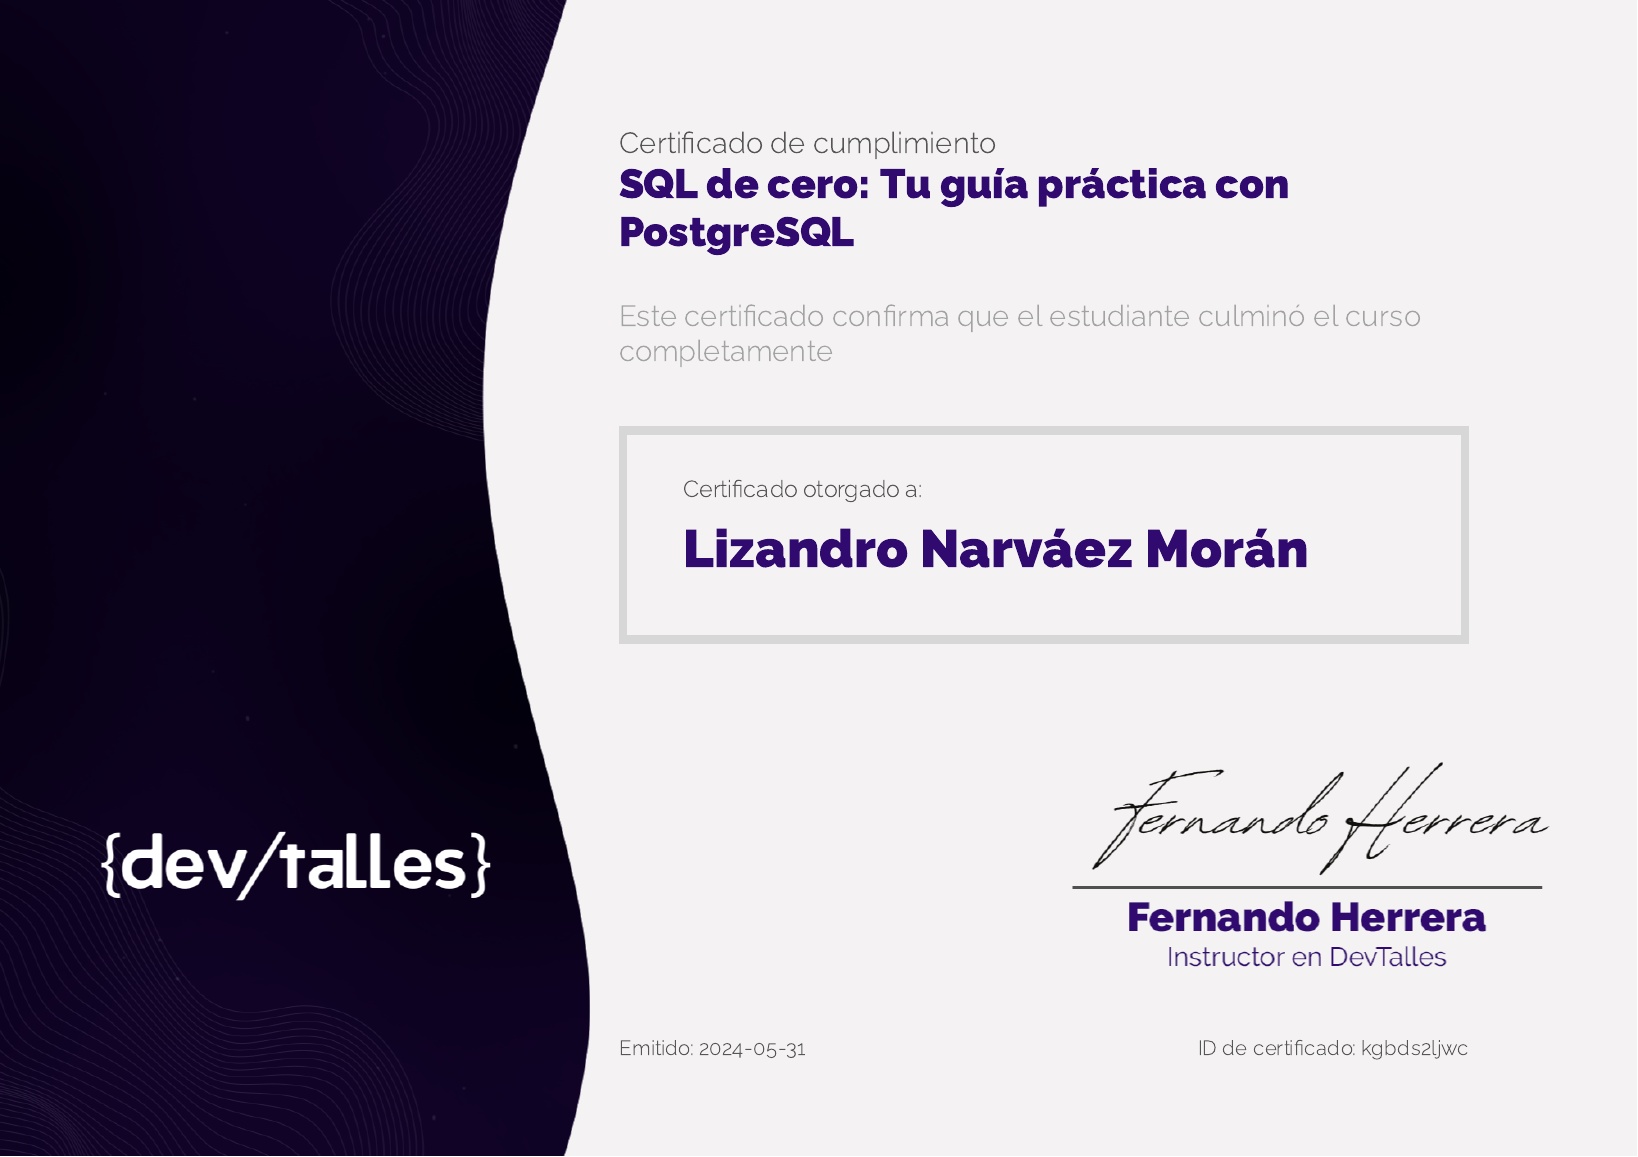 Certificado de cumplimiento
SQL de cero: Tu guía práctica con
PostgreSQL
Este certificado confirma que el estudiante culminó el curso
completamente
Certificado otorgado a:
Lizandro Narváez Morán
{dev/talles}
Fernando Herrera
Fernando Herrera
Instructor en DevTalles
Emitido: 2024-05-31
ID de certificado: kgbds2ljwc